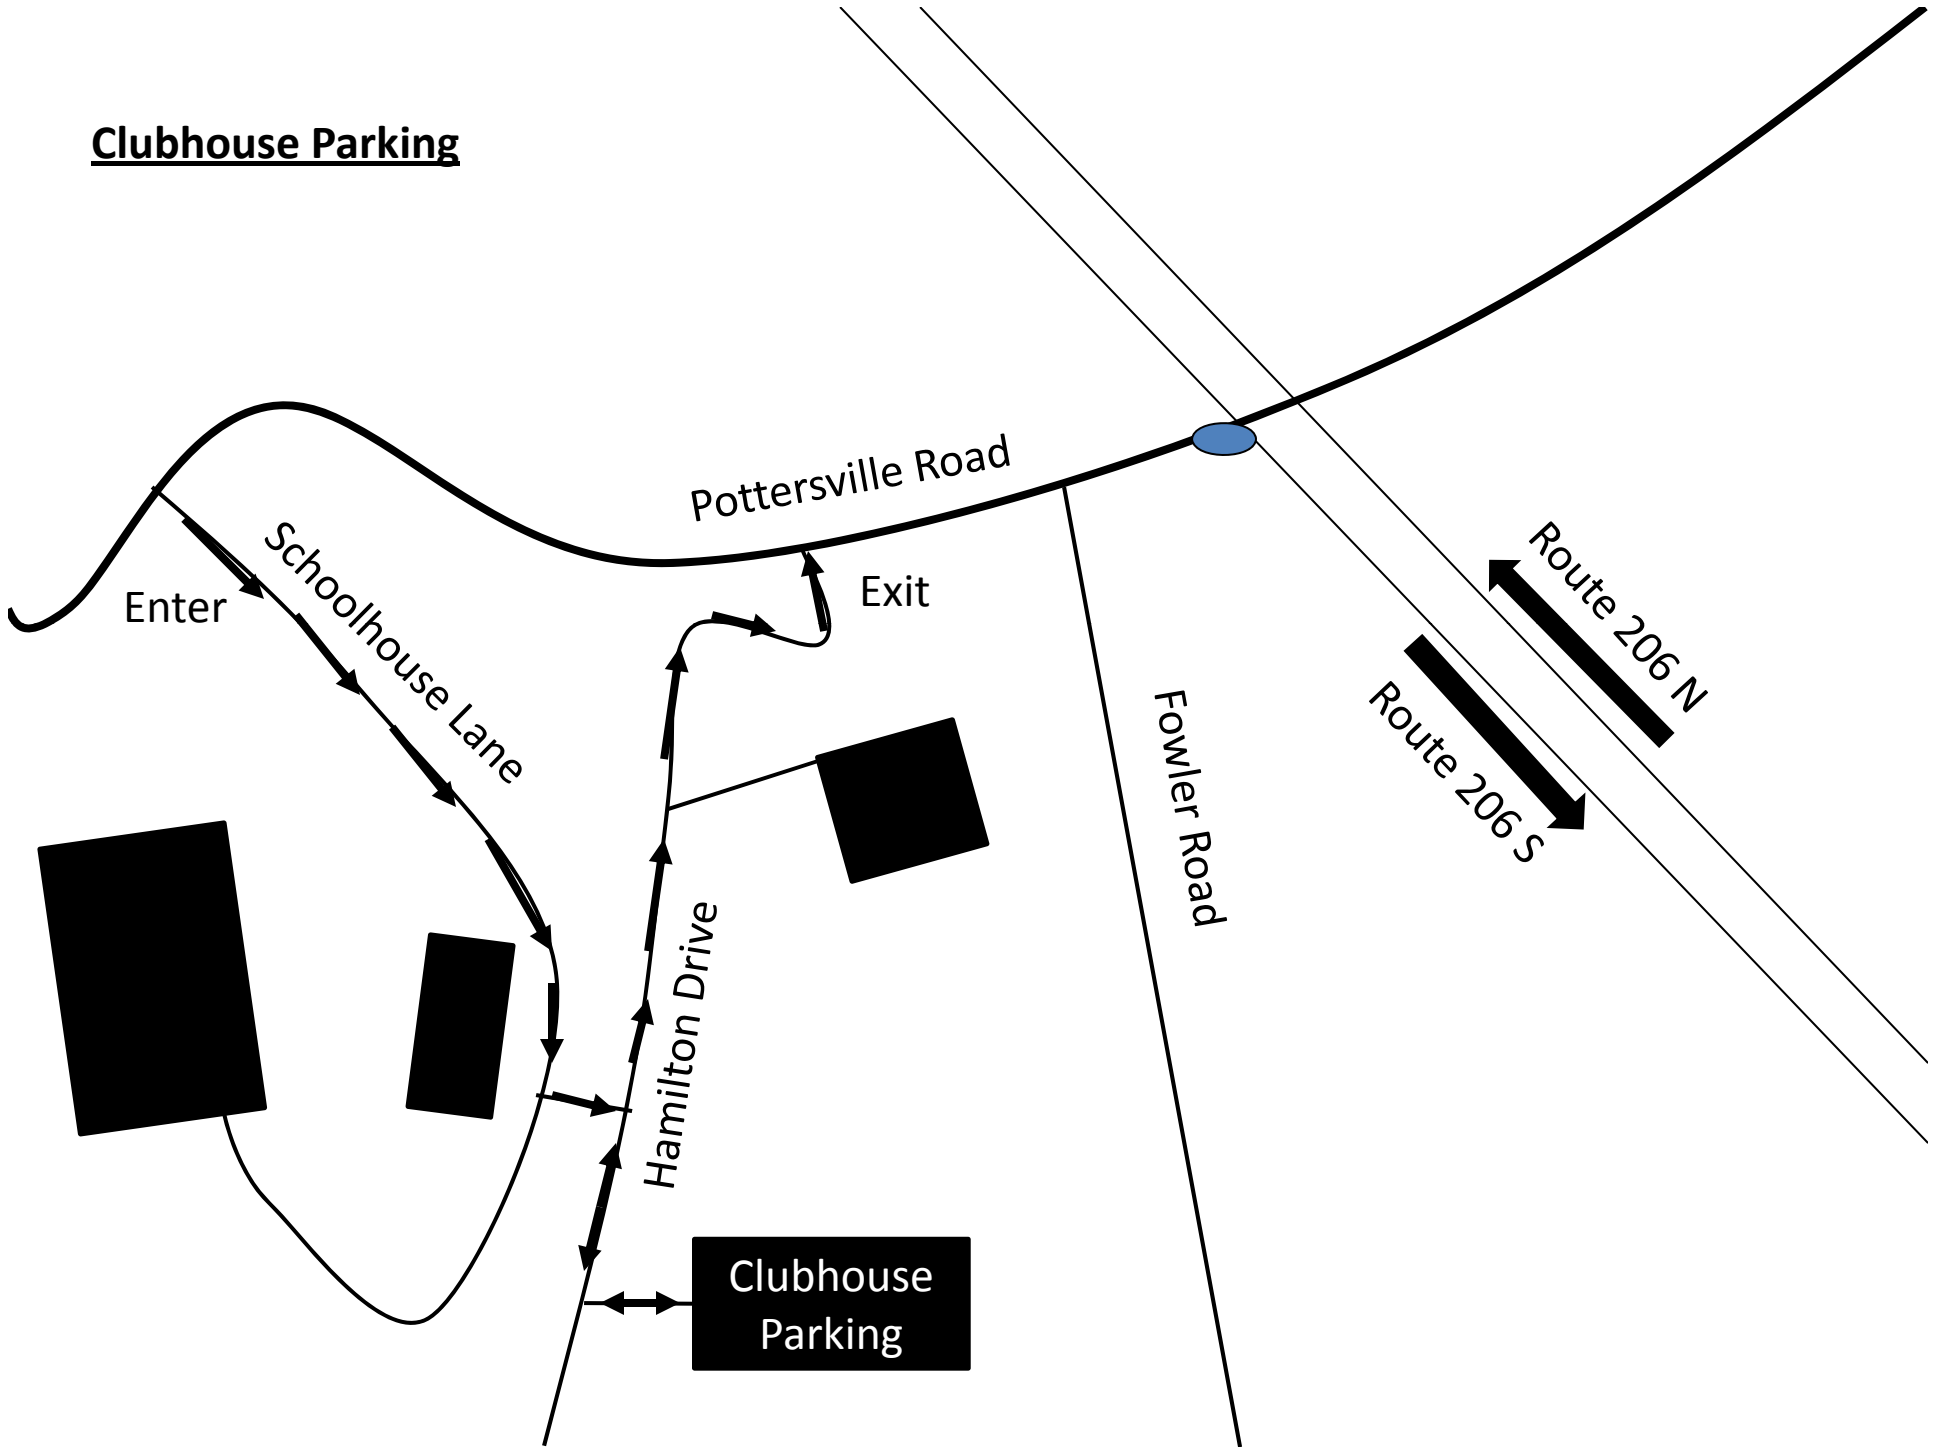 Clubhouse Parking
Pottersville Road
Schoolhouse Lane
Enter
Exit
Route 206 N
Route 206 S
Fowler Road
Hamilton Drive
Clubhouse
Parking